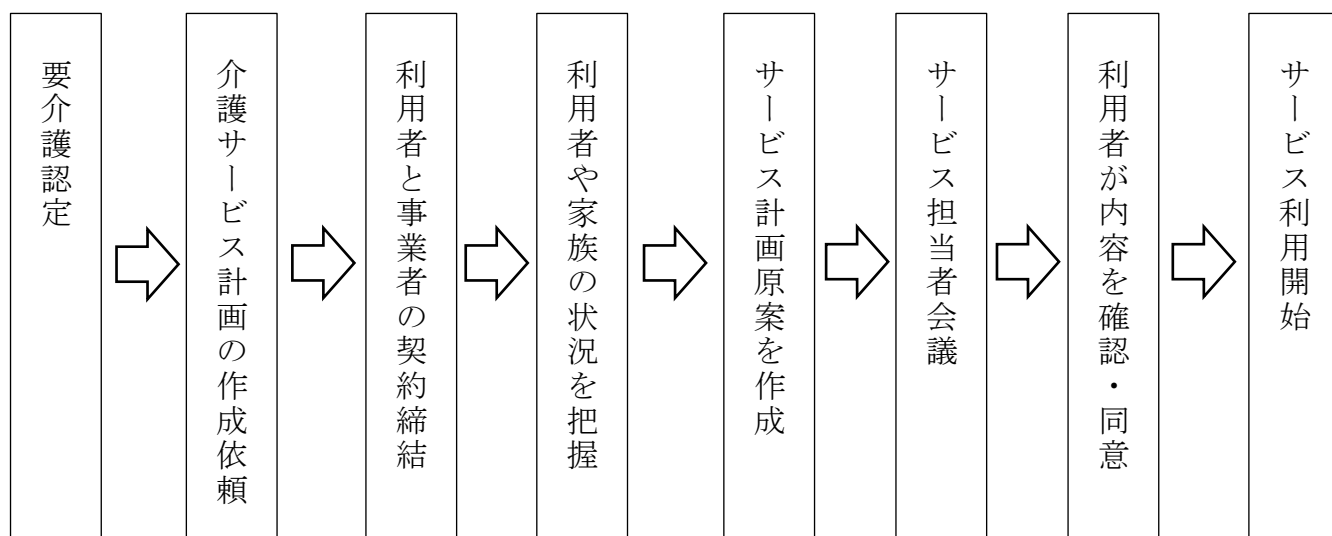 要介護認定
介護サービス計画の作成依頼
利用者と事業者の契約締結
利用者や家族の状況を把握
サービス計画原案を作成
サービス担当者会議
利用者が内容を確認・同意
サービス利用開始